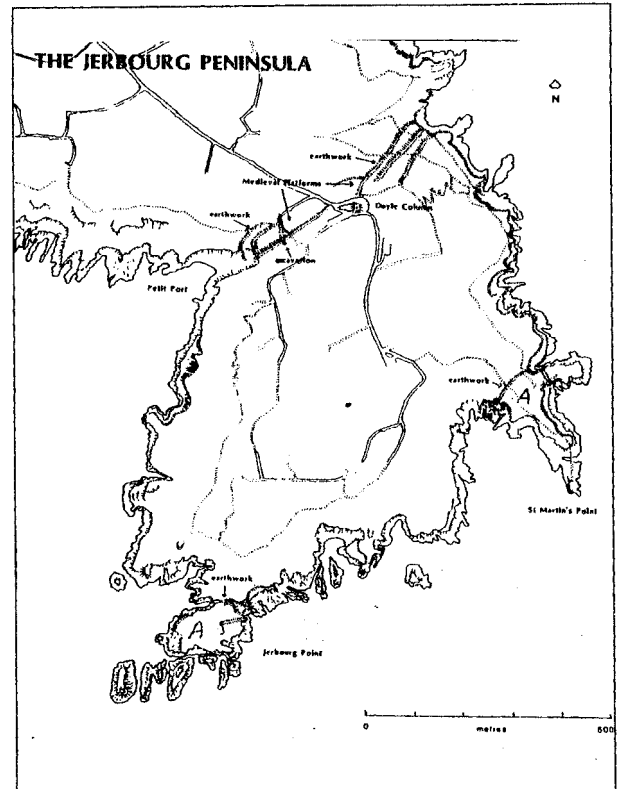 THE JERBOURG PENINSULA
N
earthwork
Medieval Platforms
Doyle Column
earthwork
excavation
Petit Port
earthwork
A
St Martin's Point
earthwork
A
Jerbourg Point
0 metres 500